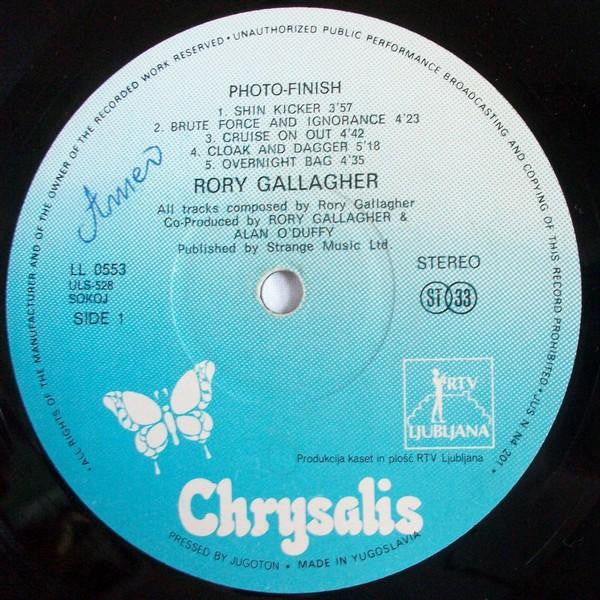 ALL RIGHTS OF THE MANUFACTURER AND OF THE OWNER OF THE RECORDED WORK RESERVED • UNAUTHORIZED PUBLIC PERFORMANCE BROADCASTING AND COPYING OF THIS RECORD PROHIBITED • JUS N N4 201 •
PHOTO-FINISH
1. SHIN KICKER 3'57
2. BRUTE FORCE AND IGNORANCE 4'23
3. CRUISE ON OUT 4'42
4. CLOAK AND DAGGER 5'18
5. OVERNIGHT BAG 4'35
RORY GALLAGHER
All tracks composed by Rory Gallagher
Co-Produced by RORY GALLAGHER &
ALAN O'DUFFY
Published by Strange Music Ltd.
LL 0553
ULS-528
SOKOJ
SIDE 1
STEREO
ST 33
RTV
LJUBLJANA
Produkcija kaset in plošč RTV Ljubljana
Chrysalis
PRESSED BY JUGOTON • MADE IN YUGOSLAVIA